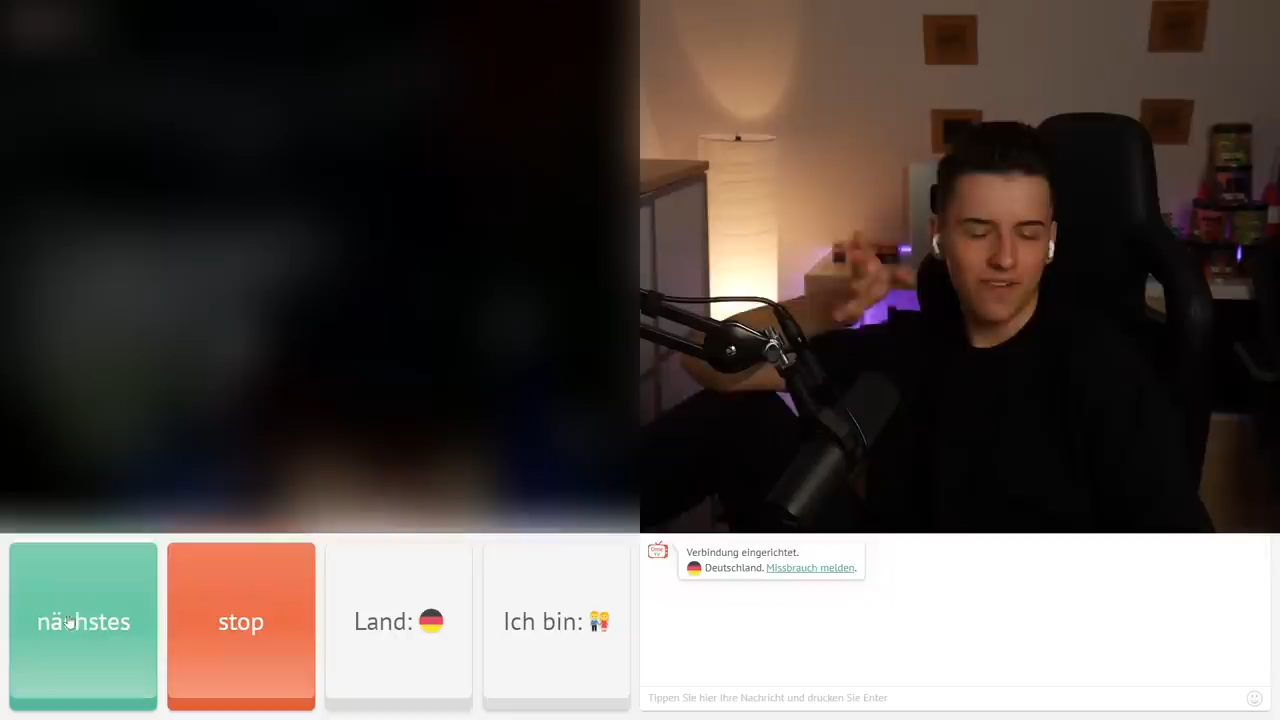 nächstes
stop
Land:
Ich bin:
Verbindung eingerichtet.
Deutschland. Missbrauch melden.
Tippen Sie hier Ihre Nachricht und drucken Sie Enter